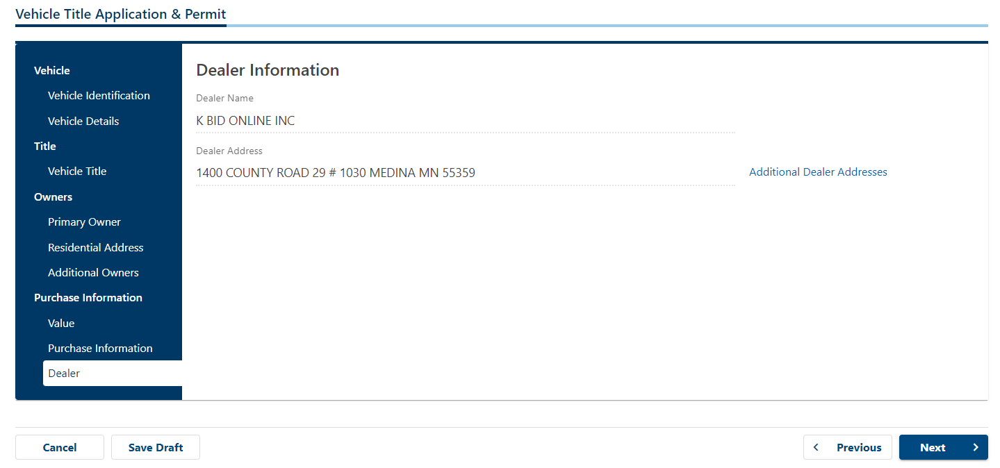 Vehicle Title Application & Permit
Vehicle
Vehicle Identification
Vehicle Details
Title
Vehicle Title
Owners
Primary Owner
Residential Address
Additional Owners
Purchase Information
Value
Purchase Information
Dealer
Dealer Information
Dealer Name
K BID ONLINE INC
Dealer Address
1400 COUNTY ROAD 29 # 1030 MEDINA MN 55359
Additional Dealer Addresses
Cancel
Save Draft
Previous
Next